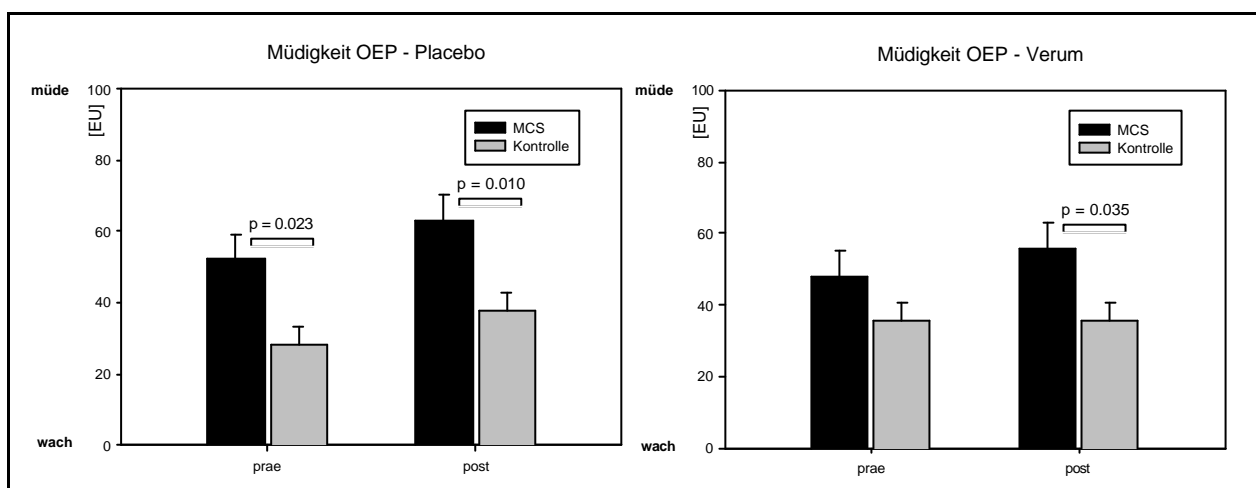 Müdigkeit OEP - Placebo
müde
100
[EU]
MCS
Kontrolle
80
p = 0.010
p = 0.023
60
40
20
wach
0
prae
post
Müdigkeit OEP - Verum
müde
100
[EU]
MCS
Kontrolle
80
p = 0.035
60
40
20
wach
0
prae
post